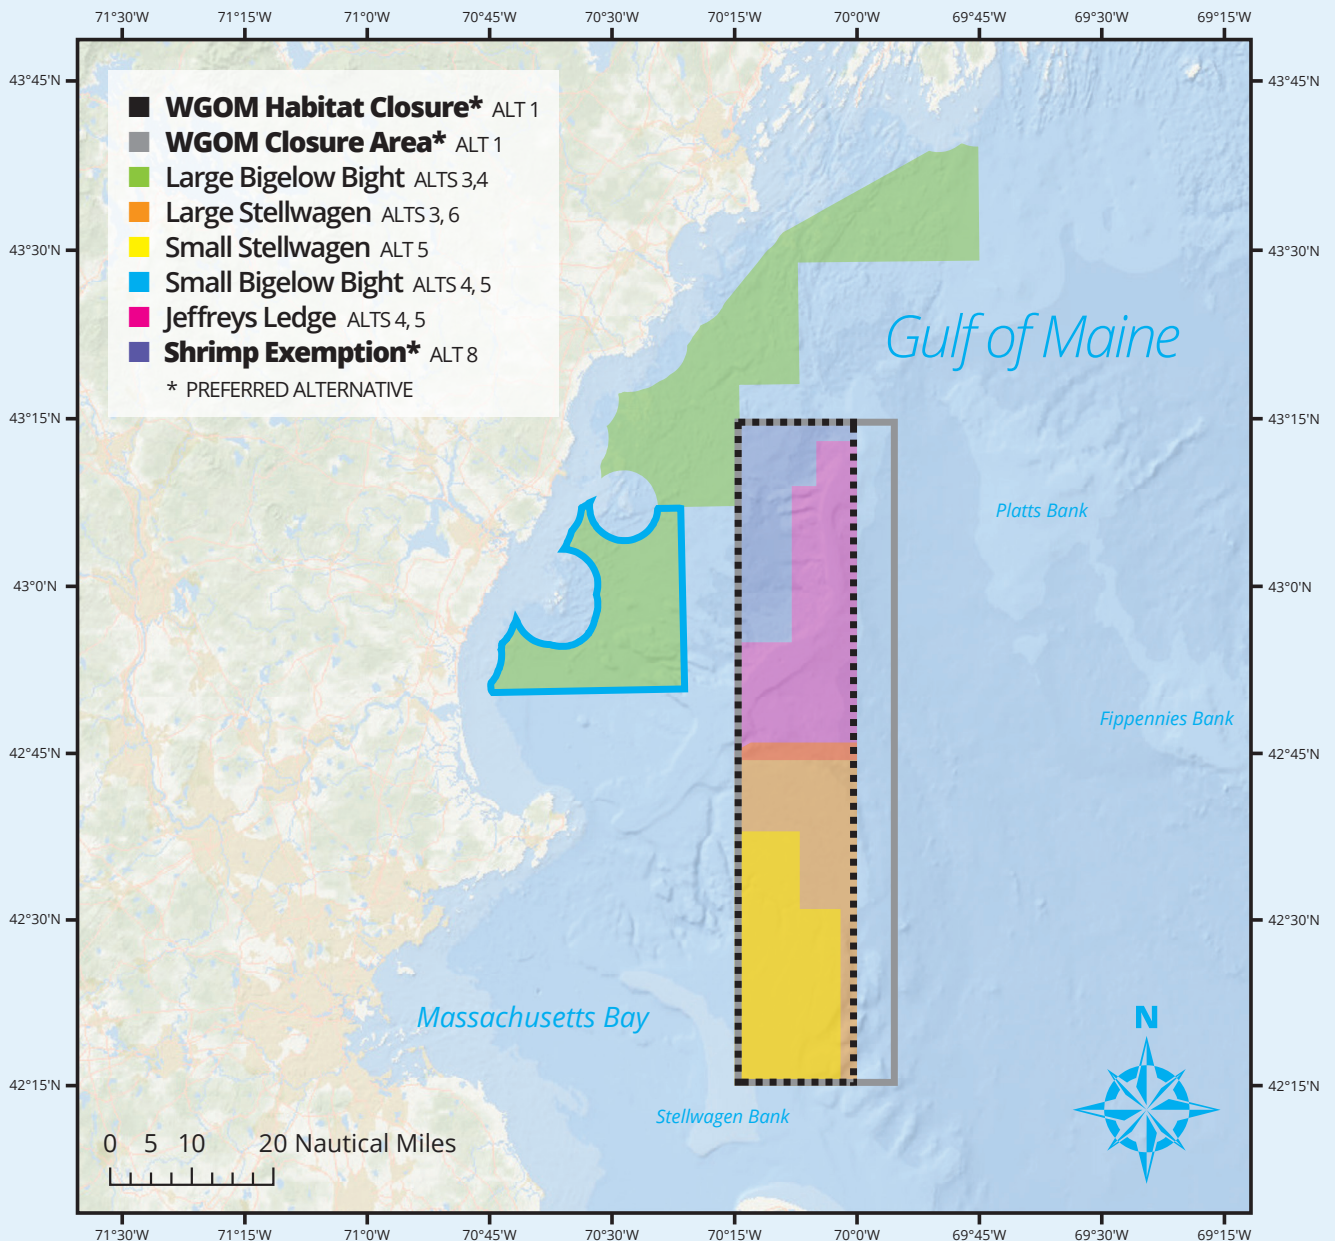 71°30'W 71°15'W 71°0'W 70°45'W 70°30'W 70°15'W 70°0'W 69°45'W 69°30'W 69°15'W
43°45'N 43°45'N
WGOM Habitat Closure* ALT 1
WGOM Closure Area* ALT 1
Large Bigelow Bight ALTS 3,4
Large Stellwagen ALTS 3, 6
Small Stellwagen ALT 5
43°30'N 43°30'N
Small Bigelow Bight ALTS 4, 5
Jeffreys Ledge ALTS 4, 5
Shrimp Exemption* ALT 8
* PREFERRED ALTERNATIVE
Gulf of Maine
43°15'N 43°15'N
Platts Bank
43°0'N 43°0'N
Fippennies Bank
42°45'N 42°45'N
42°30'N 42°30'N
Massachusetts Bay
N
42°15'N 42°15'N
Stellwagen Bank
0 5 10 20 Nautical Miles
71°30'W 71°15'W 71°0'W 70°45'W 70°30'W 70°15'W 70°0'W 69°45'W 69°30'W 69°15'W